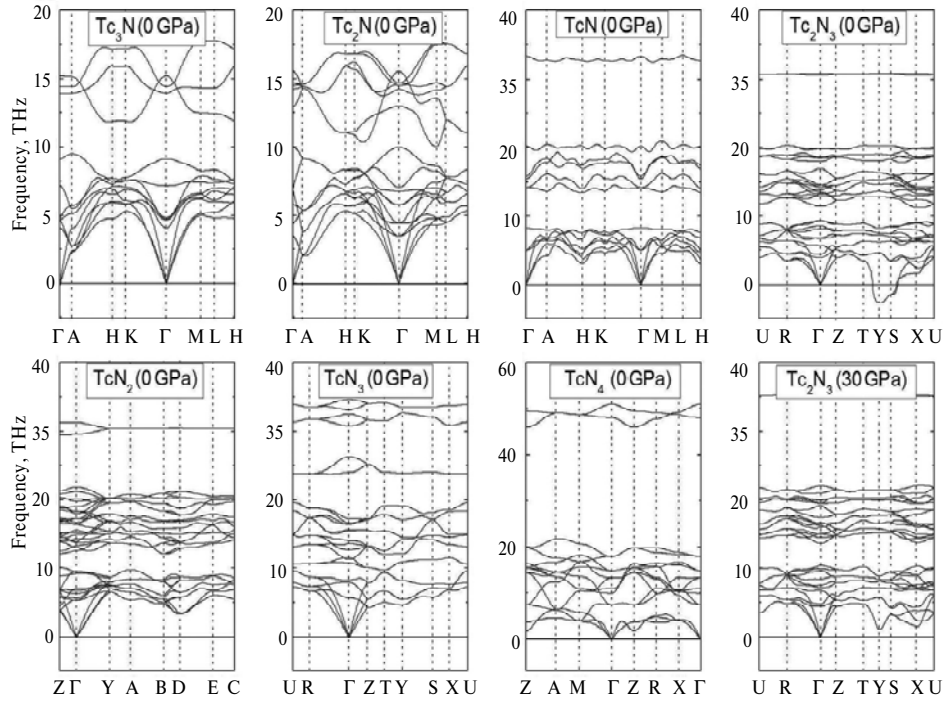 Tc3N (0 GPa)
Tc2N (0 GPa)
TcN (0 GPa)
Tc2N3 (0 GPa)
Frequency, THz
20
15
10
5
0
20
15
10
5
0
40
35
20
10
0
40
35
20
10
0
Γ A H K Γ M L H
Γ A H K Γ M L H
Γ A H K Γ M L H
U R Γ Z T Y S X U
TcN2 (0 GPa)
TcN3 (0 GPa)
TcN4 (0 GPa)
Tc2N3 (30 GPa)
Frequency, THz
40
35
20
10
0
40
35
20
10
0
60
40
20
0
40
35
20
10
0
Z Γ Y A B D E C
U R Γ Z T Y S X U
Z A M Γ Z R X Γ
U R Γ Z T Y S X U